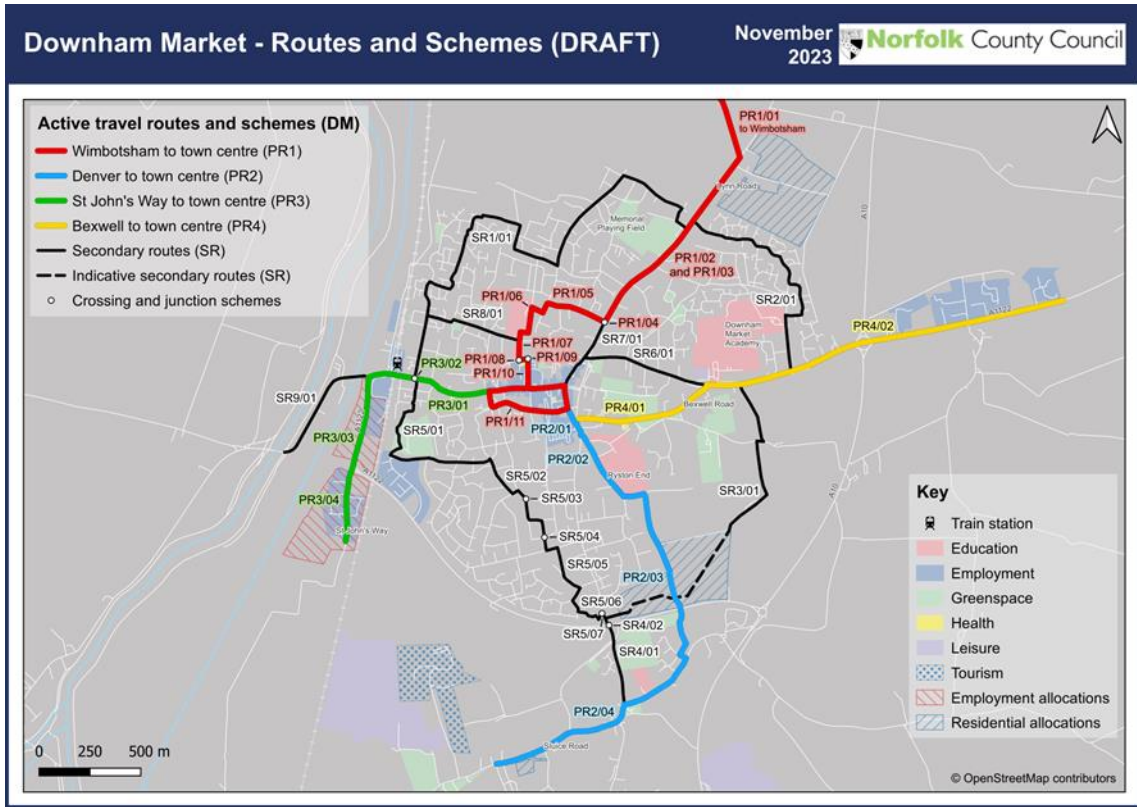 Downham Market - Routes and Schemes (DRAFT)
November
2023
Norfolk County Council
Active travel routes and schemes (DM)
Wimbotsham to town centre (PR1)
Denver to town centre (PR2)
St John's Way to town centre (PR3)
Bexwell to town centre (PR4)
Secondary routes (SR)
Indicative secondary routes (SR)
Crossing and junction schemes
PR1/01
to Wimbotsham
Lynn Road
A10
Memorial
Playing Field
SR1/01
PR1/02
and PR1/03
PR1/06
PR1/05
SR2/01
SR8/01
PR1/04
SR7/01
Downham
Market
Academy
PR4/02
A1122
PR1/07
SR6/01
PR1/08
PR1/09
PR3/02
PR1/10
SR9/01
PR3/01
Bexwell Road
PR4/01
PR1/11
PR2/01
SR5/01
PR3/03
A1122
PR2/02
A1122
Ryston End
SR5/02
SR3/01
A10
PR3/04
SR5/03
St John's Way
SR5/04
SR5/05
PR2/03
SR5/06
SR5/07
SR4/02
SR4/01
PR2/04
Sluice Road
Key
Train station
Education
Employment
Greenspace
Health
Leisure
Tourism
Employment allocations
Residential allocations
0 250 500 m
© OpenStreetMap contributors